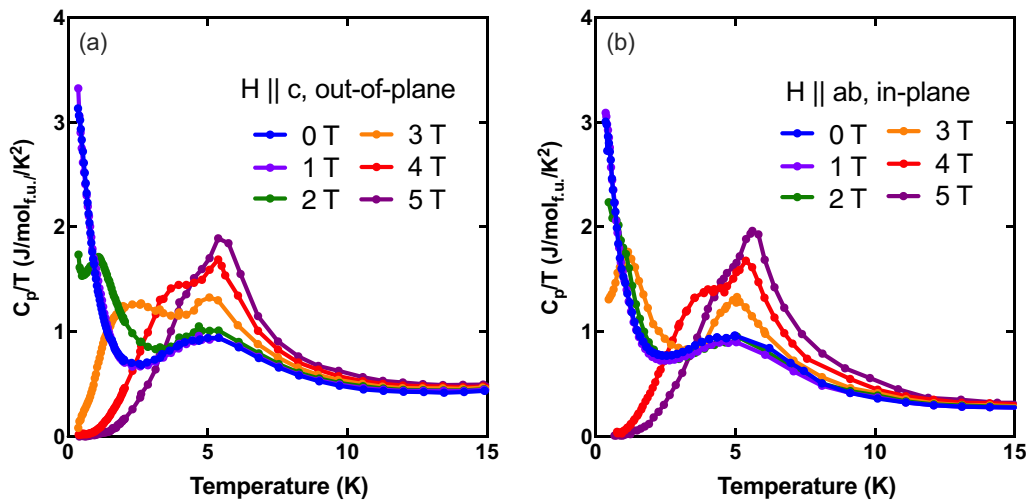 (a)
H || c, out-of-plane
0 T 3 T
1 T 4 T
2 T 5 T
4
3
2
1
0
0 5 10 15
Temperature (K)
C_p/T (J/mol_f.u./K²)
(b)
H || ab, in-plane
0 T 3 T
1 T 4 T
2 T 5 T
4
3
2
1
0
0 5 10 15
Temperature (K)
C_p/T (J/mol_f.u./K²)